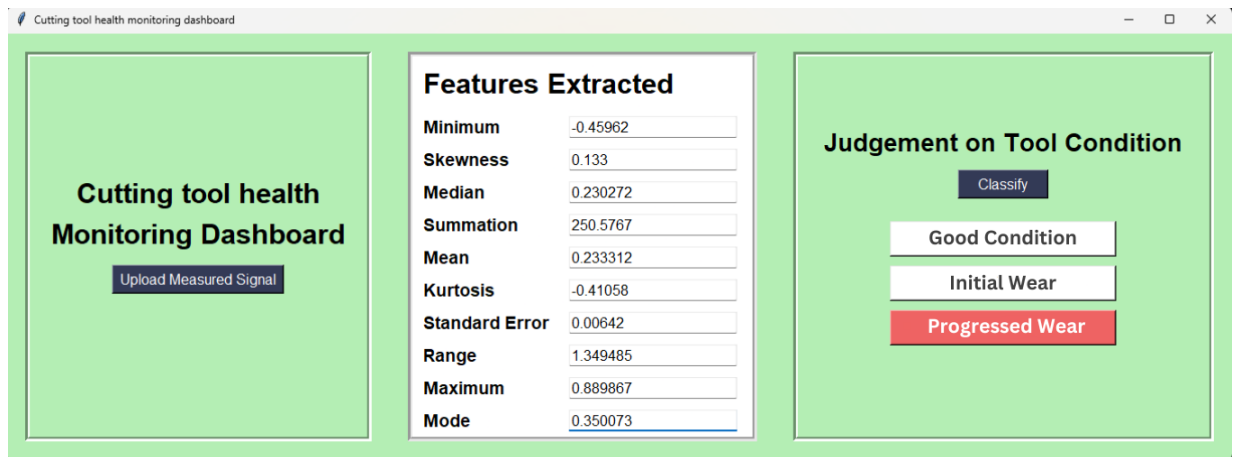 Cutting tool health monitoring dashboard
Cutting tool health
Monitoring Dashboard
Upload Measured Signal
Features Extracted
Minimum -0.45962
Skewness 0.133
Median 0.230272
Summation 250.5767
Mean 0.233312
Kurtosis -0.41058
Standard Error 0.00642
Range 1.349485
Maximum 0.889867
Mode 0.350073
Judgement on Tool Condition
Classify
Good Condition
Initial Wear
Progressed Wear